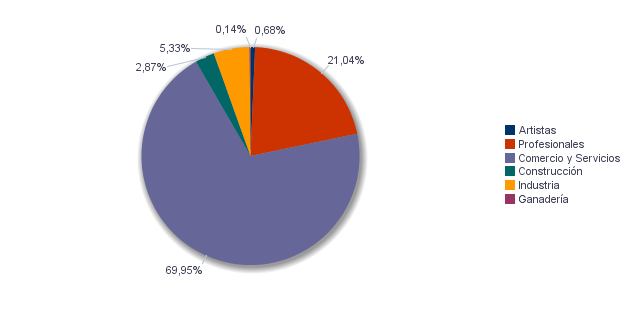 0,14%
0,68%
5,33%
2,87%
21,04%
69,95%
Artistas
Profesionales
Comercio y Servicios
Construcción
Industria
Ganadería